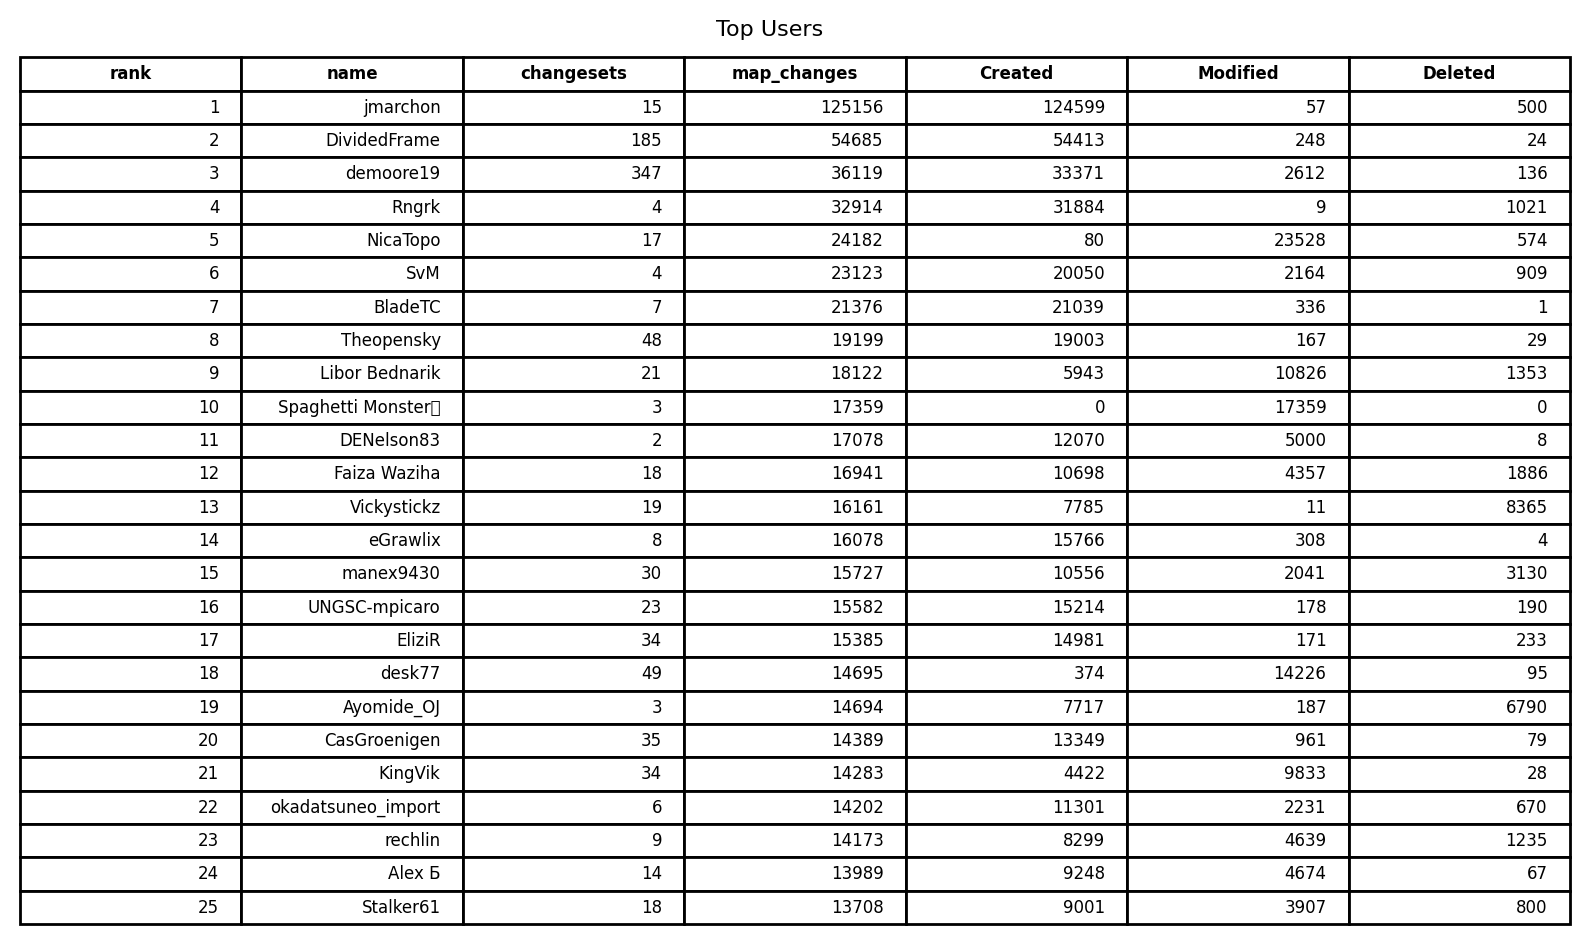 Top Users
rank name changesets map_changes Created Modified Deleted
1 jmarchon 15 125156 124599 57 500
2 DividedFrame 185 54685 54413 248 24
3 demoore19 347 36119 33371 2612 136
4 Rngrk 4 32914 31884 9 1021
5 NicaTopo 17 24182 80 23528 574
6 SvM 4 23123 20050 2164 909
7 BladeTC 7 21376 21039 336 1
8 Theopensky 48 19199 19003 167 29
9 Libor Bednarik 21 18122 5943 10826 1353
10 Spaghetti Monster▯ 3 17359 0 17359 0
11 DENelson83 2 17078 12070 5000 8
12 Faiza Waziha 18 16941 10698 4357 1886
13 Vickystickz 19 16161 7785 11 8365
14 eGrawlix 8 16078 15766 308 4
15 manex9430 30 15727 10556 2041 3130
16 UNGSC-mpicaro 23 15582 15214 178 190
17 EliziR 34 15385 14981 171 233
18 desk77 49 14695 374 14226 95
19 Ayomide_OJ 3 14694 7717 187 6790
20 CasGroenigen 35 14389 13349 961 79
21 KingVik 34 14283 4422 9833 28
22 okadatsuneo_import 6 14202 11301 2231 670
23 rechlin 9 14173 8299 4639 1235
24 Alex Б 14 13989 9248 4674 67
25 Stalker61 18 13708 9001 3907 800